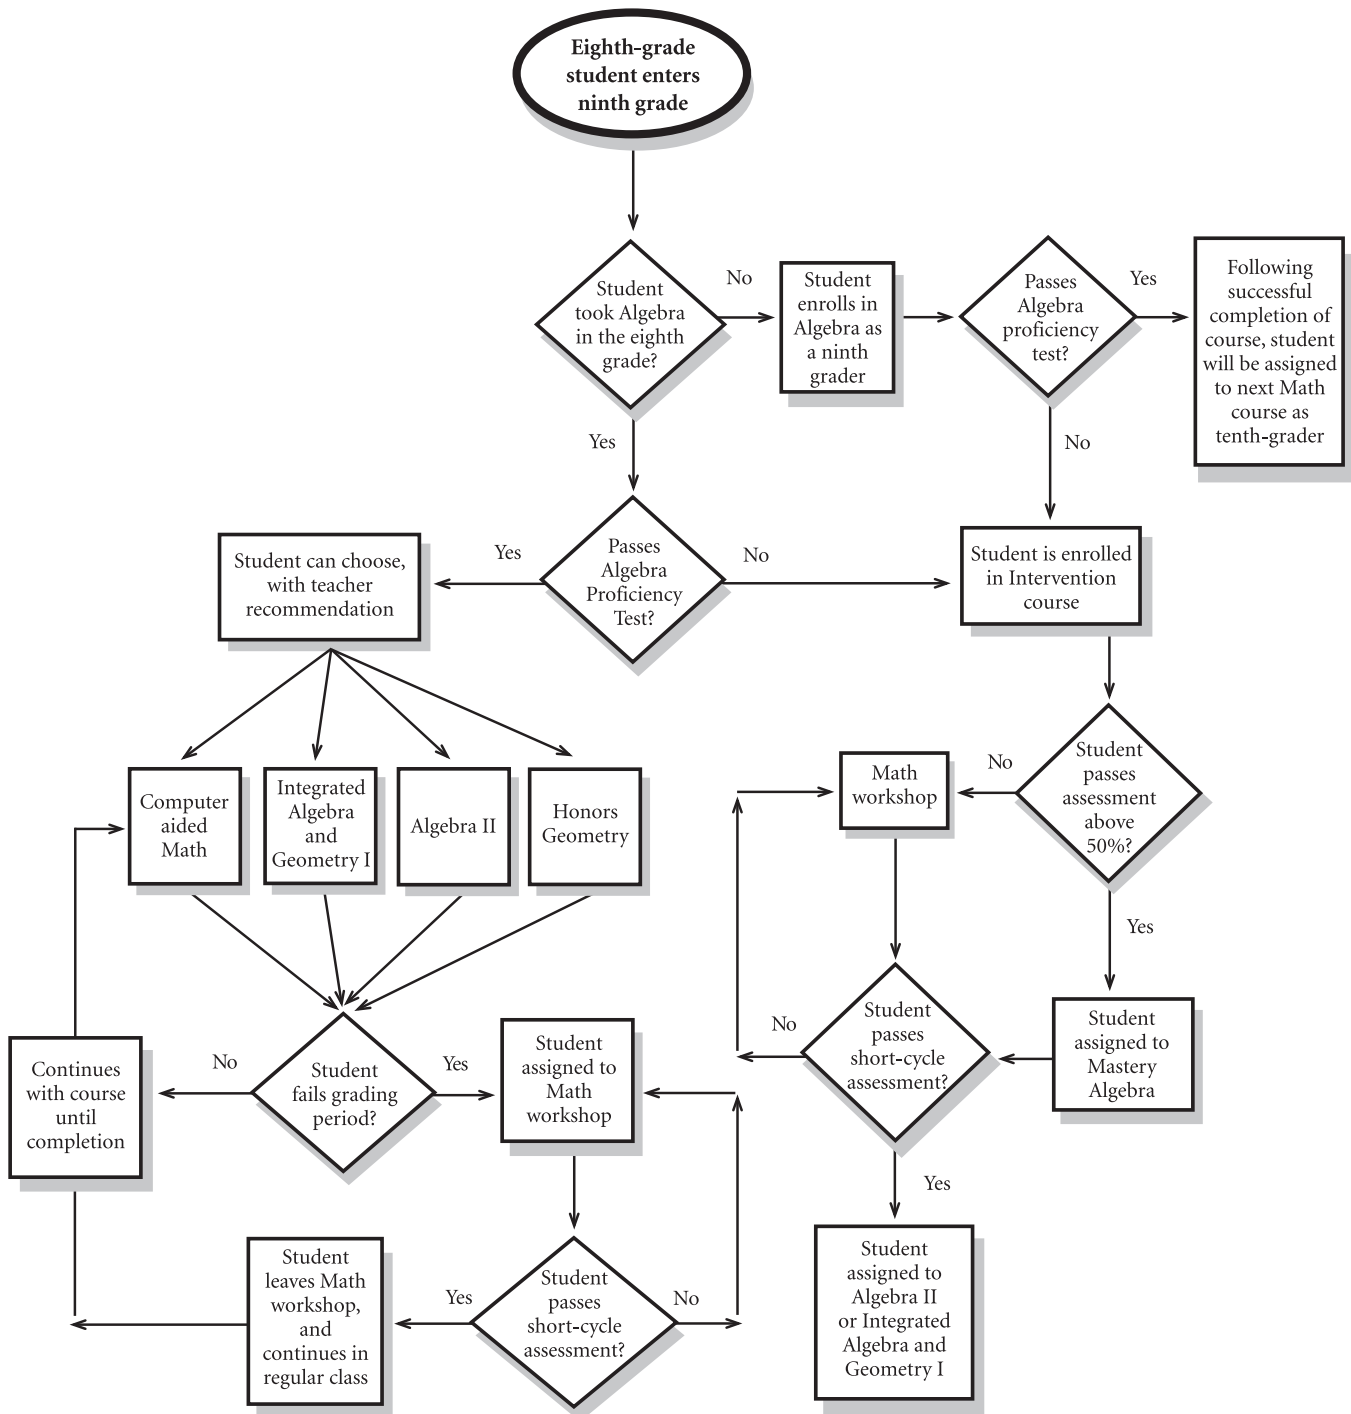 Eighth-grade
student enters
ninth grade
Student
took Algebra
in the eighth
grade?
No
Student
enrolls in
Algebra as
a ninth
grader
Passes
Algebra
proficiency
test?
Yes
Following
successful
completion of
course, student
will be assigned
to next Math
course as
tenth-grader
Yes
No
Student can choose,
with teacher
recommendation
Yes
Passes
Algebra
Proficiency
Test?
No
Student is enrolled
in Intervention
course
Computer
aided
Math
Integrated
Algebra
and
Geometry I
Algebra II
Honors
Geometry
Math
workshop
No
Student
passes
assessment
above
50%?
Yes
Continues
with course
until
completion
No
Student
fails grading
period?
Yes
Student
assigned to
Math
workshop
No
Student
passes
short-cycle
assessment?
Student
assigned to
Mastery
Algebra
Yes
Student
leaves Math
workshop,
and
continues in
regular class
Yes
Student
passes
short-cycle
assessment?
No
Student
assigned to
Algebra II
or Integrated
Algebra and
Geometry I